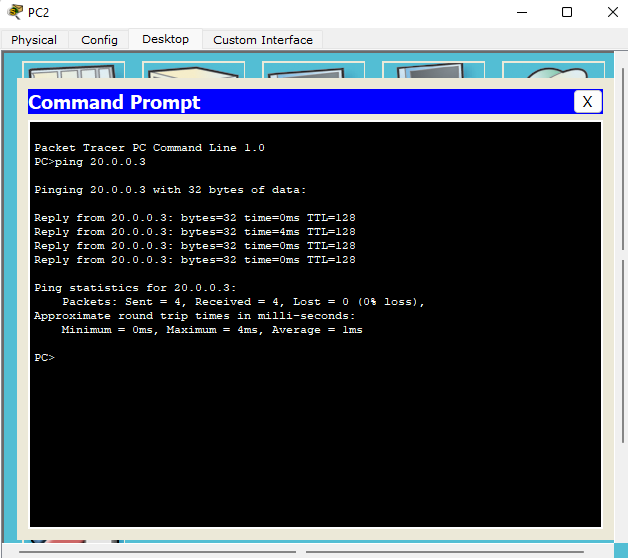 PC2
Physical Config Desktop Custom Interface
Command Prompt X
Packet Tracer PC Command Line 1.0
PC>ping 20.0.0.3
Pinging 20.0.0.3 with 32 bytes of data:
Reply from 20.0.0.3: bytes=32 time=0ms TTL=128
Reply from 20.0.0.3: bytes=32 time=4ms TTL=128
Reply from 20.0.0.3: bytes=32 time=0ms TTL=128
Reply from 20.0.0.3: bytes=32 time=0ms TTL=128
Ping statistics for 20.0.0.3:
Packets: Sent = 4, Received = 4, Lost = 0 (0% loss),
Approximate round trip times in milli-seconds:
Minimum = 0ms, Maximum = 4ms, Average = 1ms
PC>